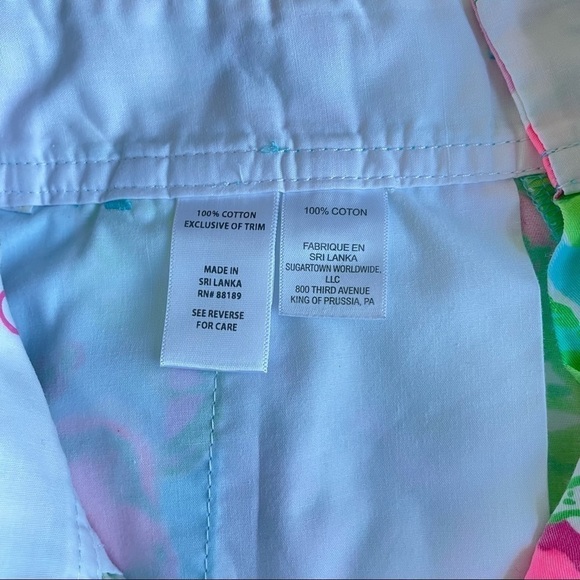 100% COTTON
EXCLUSIVE OF TRIM
MADE IN
SRI LANKA
RN# 88189
SEE REVERSE
FOR CARE
100% COTON
FABRIQUE EN
SRI LANKA
SUGARTOWN WORLDWIDE,
LLC
800 THIRD AVENUE
KING OF PRUSSIA, PA